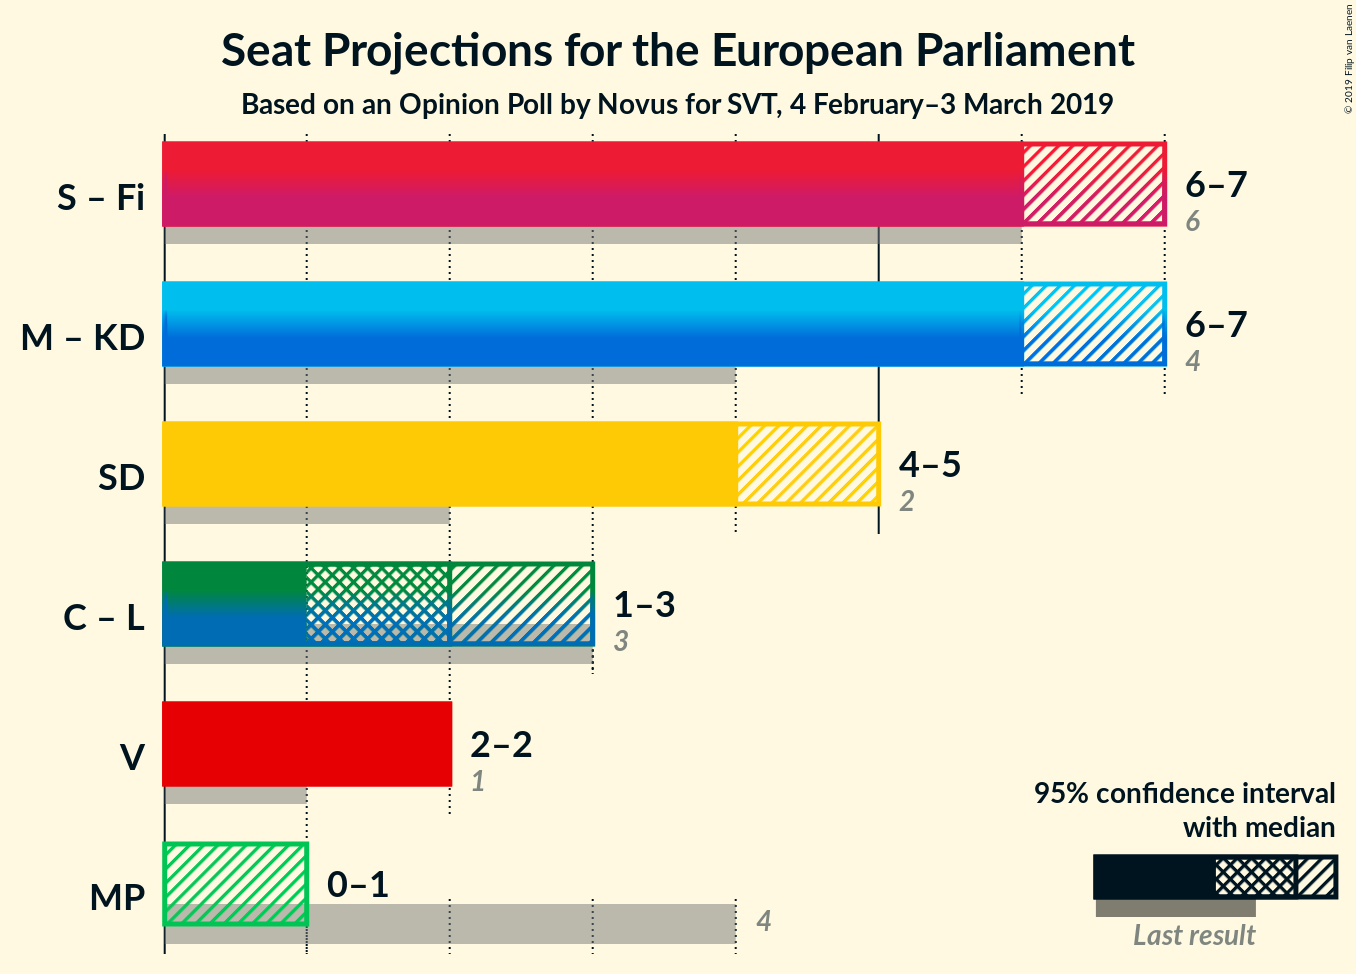 Seat Projections for the European Parliament
Based on an Opinion Poll by Novus for SVT, 4 February–3 March 2019
© 2019 Filip van Laenen
S – Fi
6–7
6
M – KD
6–7
4
SD
4–5
2
C – L
1–3
3
V
2–2
1
MP
0–1
4
95% confidence interval
with median
Last result